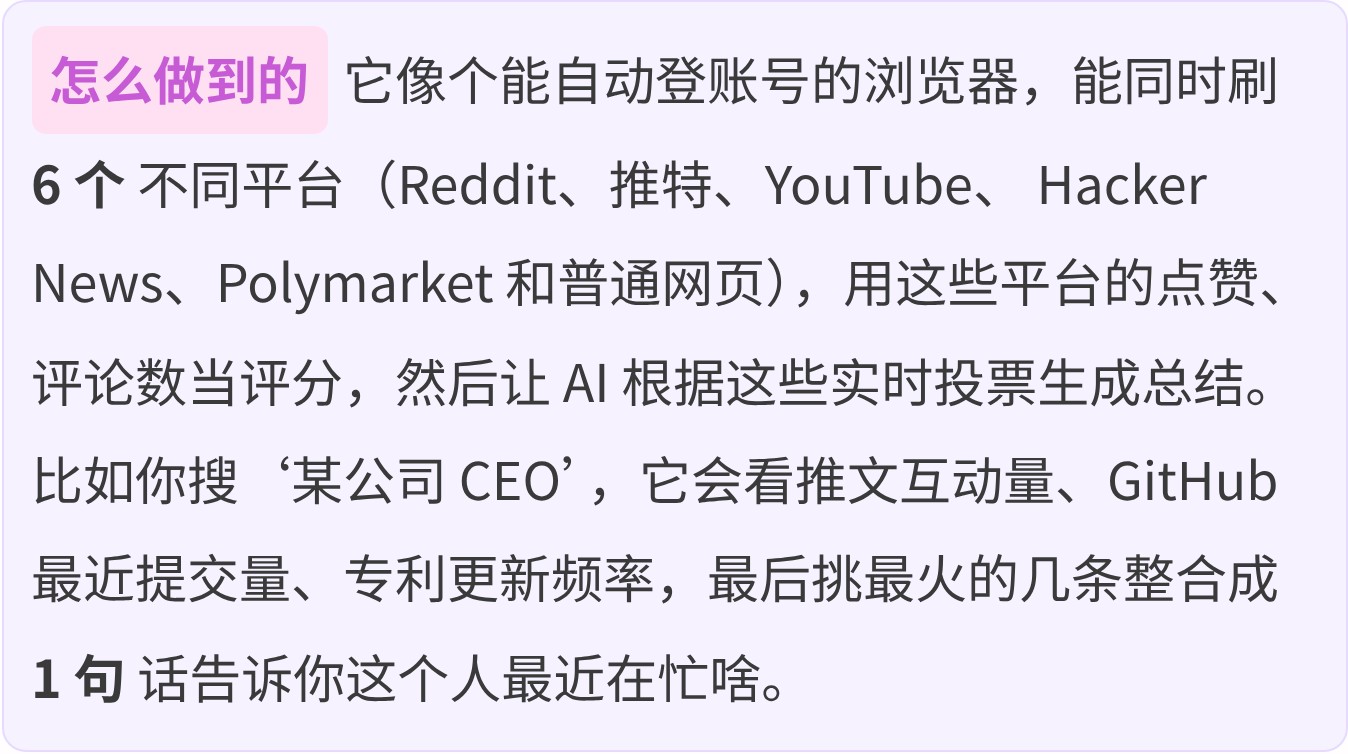 怎么做到的 它像个能自动登账号的浏览器，能同时刷
6 个 不同平台（Reddit、推特、YouTube、 Hacker
News、Polymarket 和普通网页），用这些平台的点赞、
评论数当评分，然后让 AI 根据这些实时投票生成总结。
比如你搜‘某公司 CEO’，它会看推文互动量、GitHub
最近提交量、专利更新频率，最后挑最火的几条整合成
1 句 话告诉你这个人最近在忙啥。